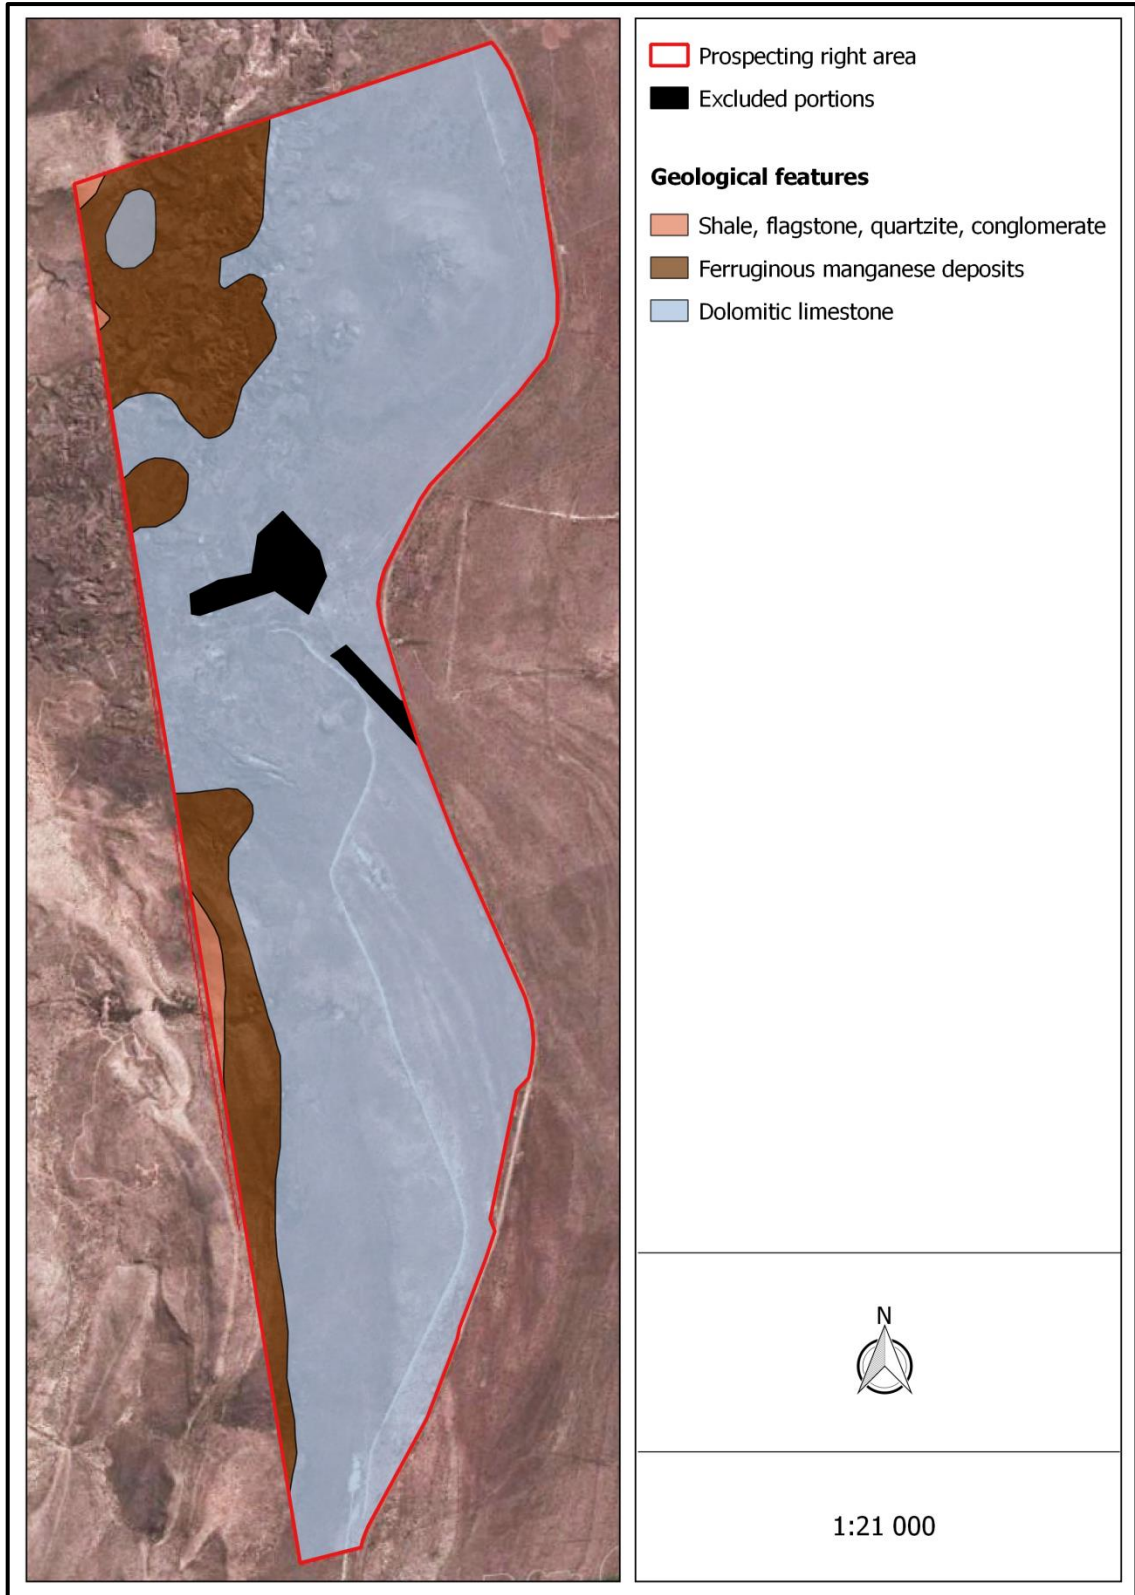 Prospecting right area
Excluded portions
Geological features
Shale, flagstone, quartzite, conglomerate
Ferruginous manganese deposits
Dolomitic limestone
N
1:21 000